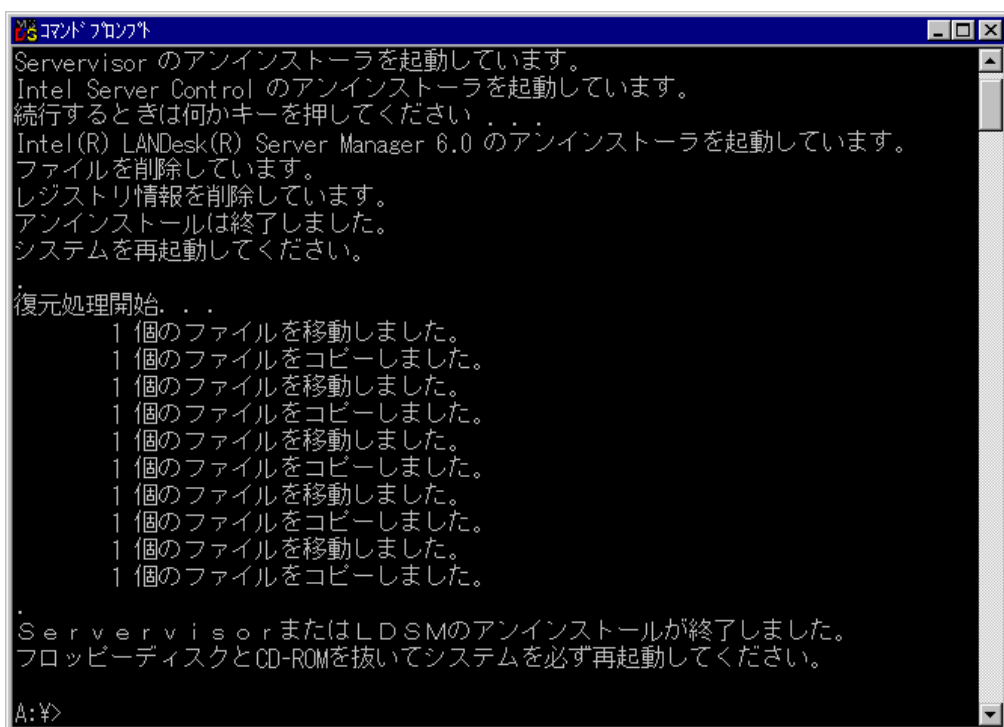 コマンド プロンプト
Servervisor のアンインストーラを起動しています。
Intel Server Control のアンインストーラを起動しています。
続行するときは何かキーを押してください . . .
Intel(R) LANDesk(R) Server Manager 6.0 のアンインストーラを起動しています。
ファイルを削除しています。
レジストリ情報を削除しています。
アンインストールは終了しました。
システムを再起動してください。
.
復元処理開始. . .
1 個のファイルを移動しました。
1 個のファイルをコピーしました。
1 個のファイルを移動しました。
1 個のファイルをコピーしました。
1 個のファイルを移動しました。
1 個のファイルをコピーしました。
1 個のファイルを移動しました。
1 個のファイルをコピーしました。
1 個のファイルを移動しました。
1 個のファイルをコピーしました。
.
ServervisorまたはLDSMのアンインストールが終了しました。
フロッピーディスクとCD-ROMを抜いてシステムを必ず再起動してください。
A:¥>